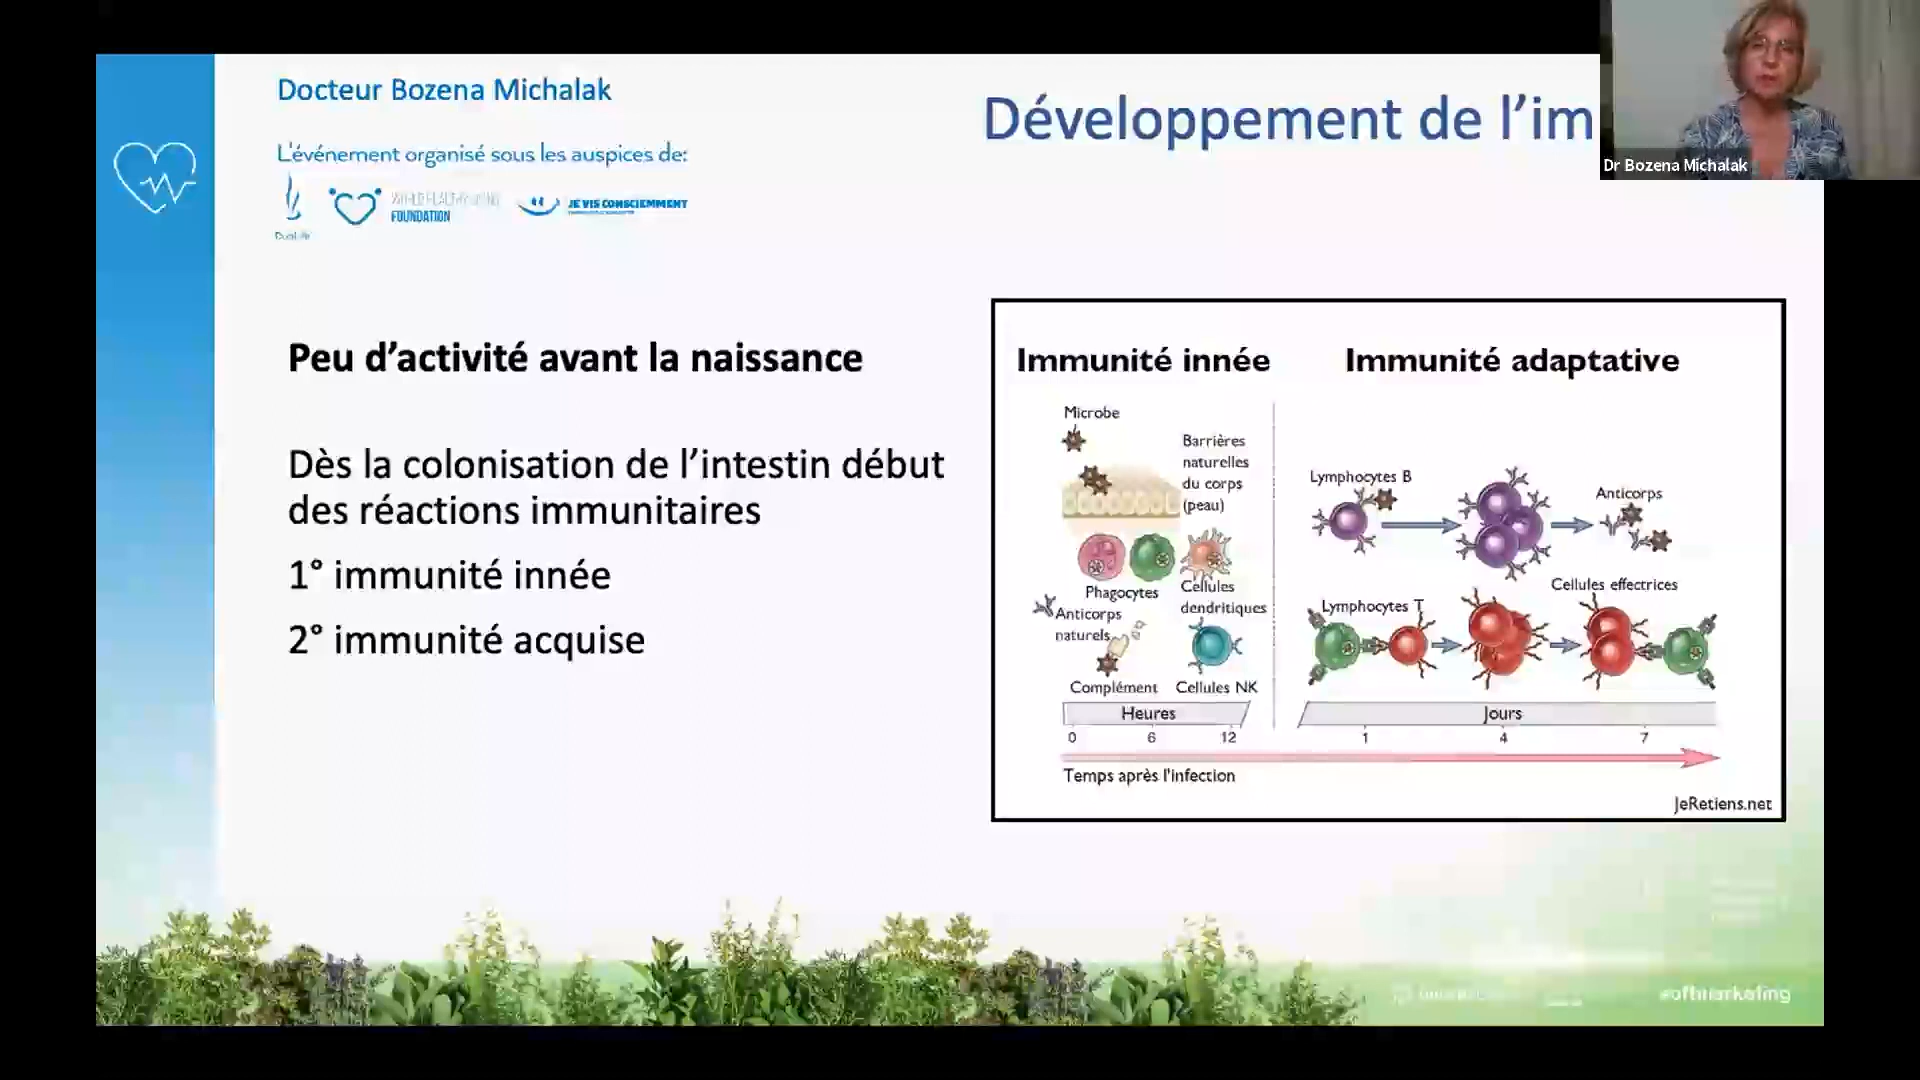 Docteur Bozena Michalak
Développement de l'im
L'événement organisé sous les auspices de:
FOUNDATION
JE VIS CONSCIEMMENT
Dr Bozena Michalak
Peu d'activité avant la naissance
Dès la colonisation de l'intestin début
des réactions immunitaires
1° immunité innée
2° immunité acquise
Immunité innée
Immunité adaptative
Microbe
Barrières
naturelles
du corps
(peau)
Phagocytes
Cellules
dendritiques
Anticorps
naturels
Complément
Cellules NK
Lymphocytes B
Anticorps
Cellules effectrices
Lymphocytes T
Heures
Jours
0 6 12 1 4 7
Temps après l'infection
JeRetiens.net